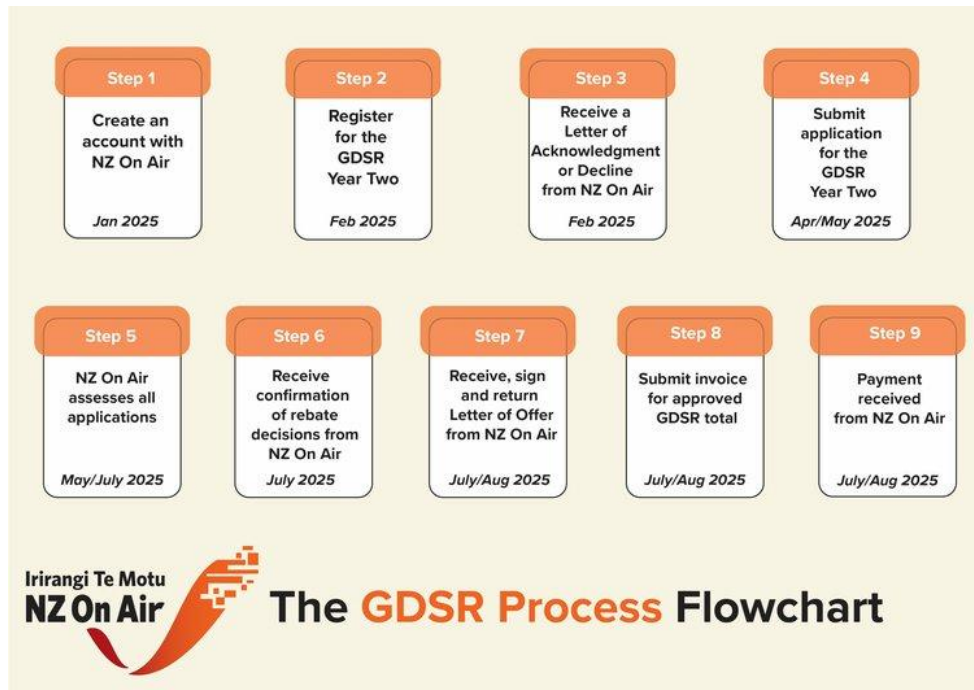 Step 1
Create an
account with
NZ On Air
Jan 2025
Step 2
Register
for the
GDSR
Year Two
Feb 2025
Step 3
Receive a
Letter of
Acknowledgment
or Decline
from NZ On Air
Feb 2025
Step 4
Submit
application
for the
GDSR
Year Two
Apr/May 2025
Step 5
NZ On Air
assesses all
applications
May/July 2025
Step 6
Receive
confirmation
of rebate
decisions from
NZ On Air
July 2025
Step 7
Receive, sign
and return
Letter of Offer
from NZ On Air
July/Aug 2025
Step 8
Submit invoice
for approved
GDSR total
July/Aug 2025
Step 9
Payment
received
from NZ On Air
July/Aug 2025
Irirangi Te Motu
NZ On Air
The GDSR Process Flowchart